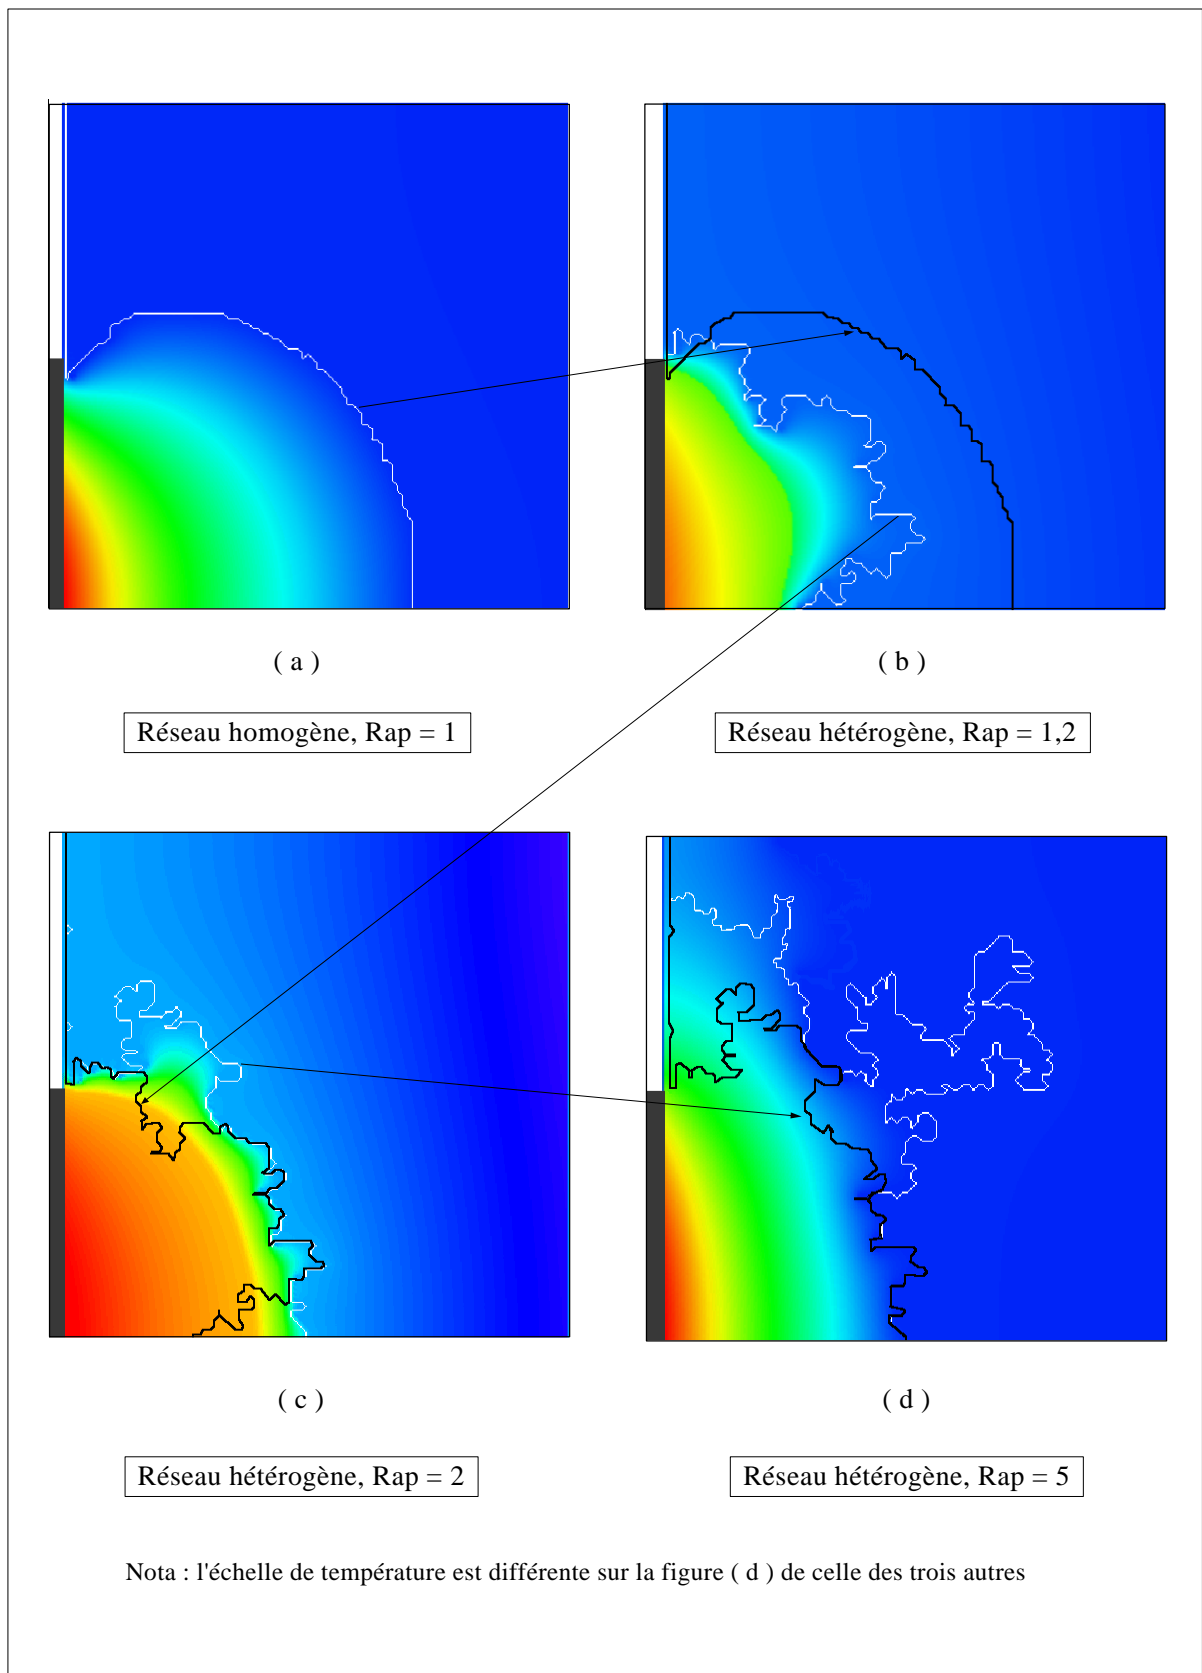 ( a )
( b )
Réseau homogène, Rap = 1
Réseau hétérogène, Rap = 1,2
( c )
( d )
Réseau hétérogène, Rap = 2
Réseau hétérogène, Rap = 5
Nota : l'échelle de température est différente sur la figure ( d ) de celle des trois autres